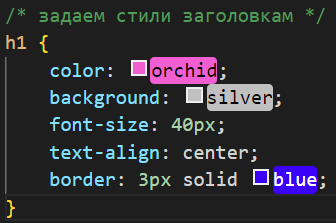 /* задаем стили заголовкам */
h1 {
color: orchid;
background: silver;
font-size: 40px;
text-align: center;
border: 3px solid blue;
}